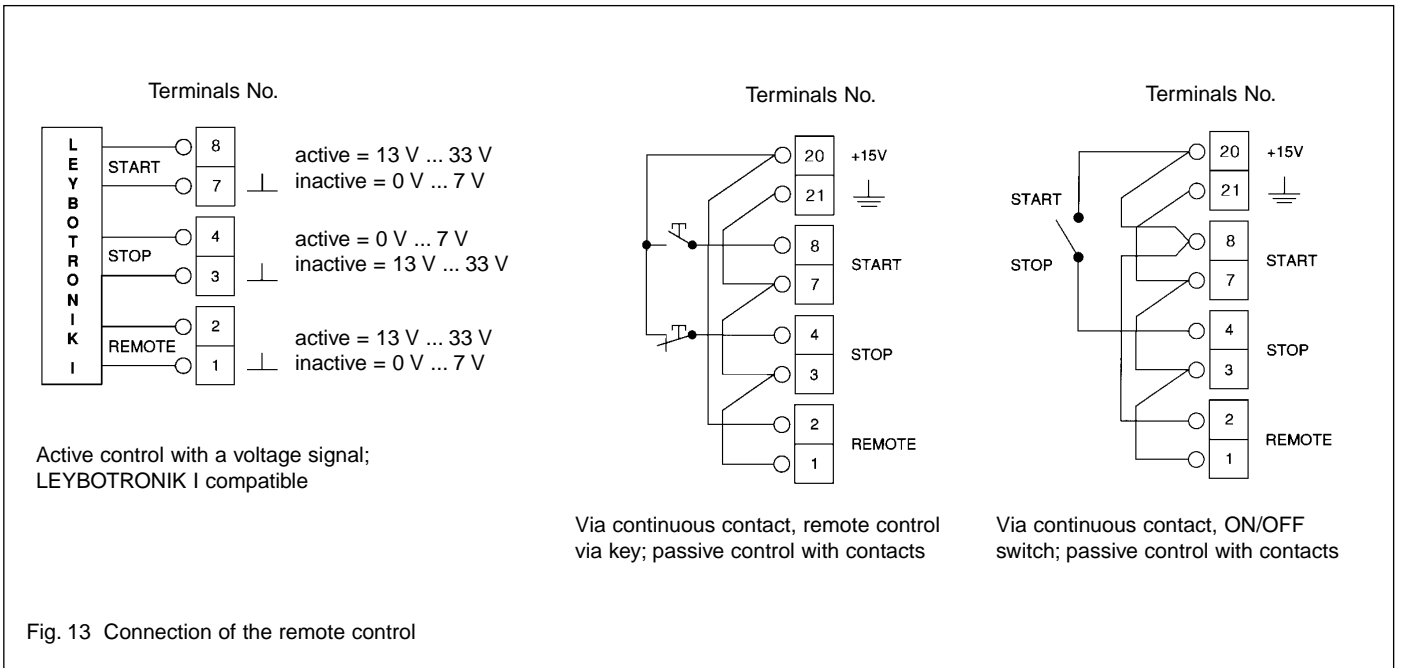 Terminals No.
LEYBOTRONIK I
START
8
7
active = 13 V ... 33 V
inactive = 0 V ... 7 V
STOP
4
3
active = 0 V ... 7 V
inactive = 13 V ... 33 V
REMOTE
2
1
active = 13 V ... 33 V
inactive = 0 V ... 7 V
Active control with a voltage signal;
LEYBOTRONIK I compatible
Terminals No.
20 +15V
21
8
START
7
4
STOP
3
2
REMOTE
1
Via continuous contact, remote control
via key; passive control with contacts
Terminals No.
20 +15V
21
START
STOP
8
START
7
4
STOP
3
2
REMOTE
1
Via continuous contact, ON/OFF
switch; passive control with contacts
Fig. 13 Connection of the remote control